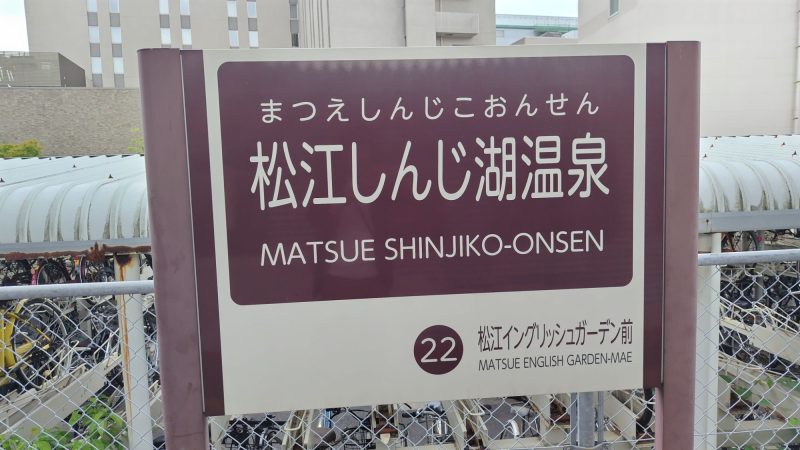 まつえしんじこおんせん
松江しんじ湖温泉
MATSUE SHINJIKO-ONSEN
22 松江イングリッシュガーデン前
MATSUE ENGLISH GARDEN-MAE